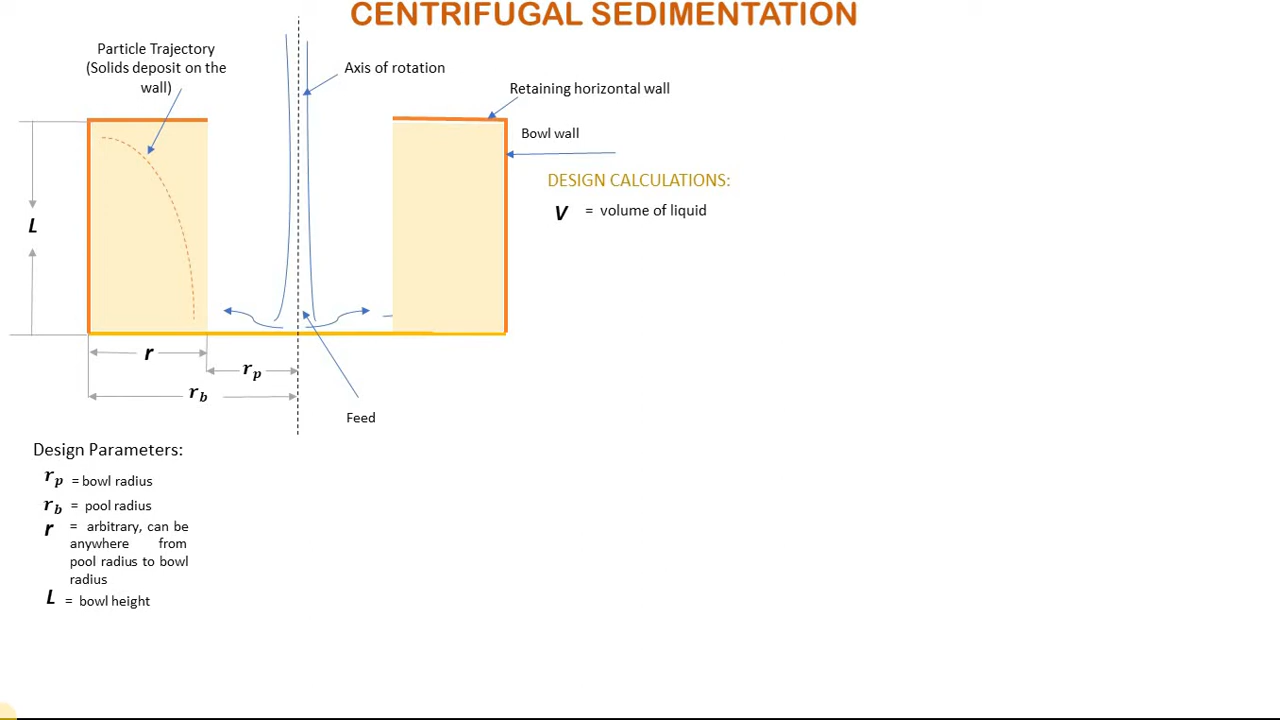 CENTRIFUGAL SEDIMENTATION
Particle Trajectory
(Solids deposit on the
wall)
Axis of rotation
Retaining horizontal wall
Bowl wall
DESIGN CALCULATIONS:
V = volume of liquid
L
r
r_p
r_b
Feed
Design Parameters:
r_p = bowl radius
r_b = pool radius
r = arbitrary, can be
anywhere from
pool radius to bowl
radius
L = bowl height